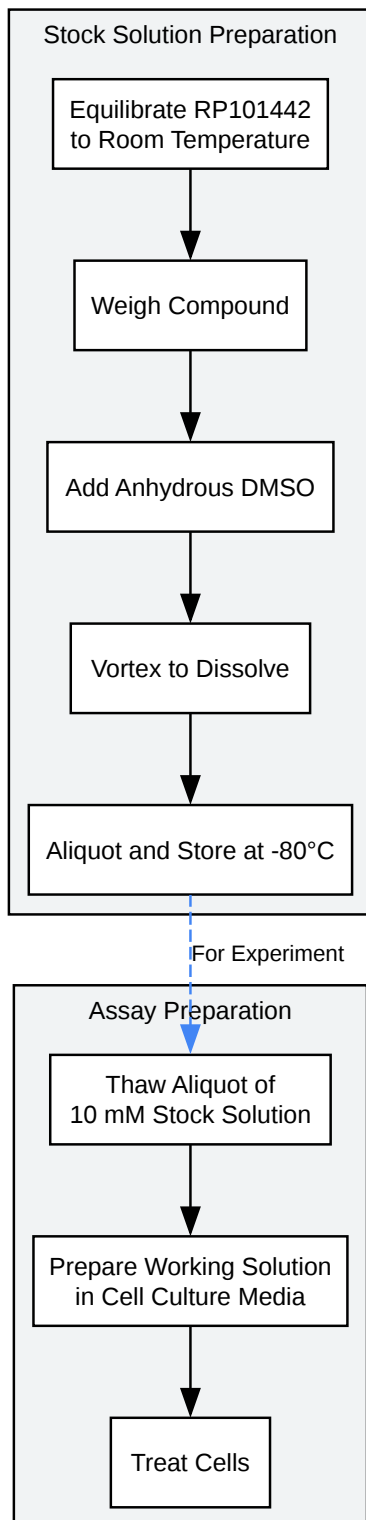 Stock Solution Preparation
Equilibrate RP101442
to Room Temperature
Weigh Compound
Add Anhydrous DMSO
Vortex to Dissolve
Aliquot and Store at -80°C
For Experiment
Assay Preparation
Thaw Aliquot of
10 mM Stock Solution
Prepare Working Solution
in Cell Culture Media
Treat Cells